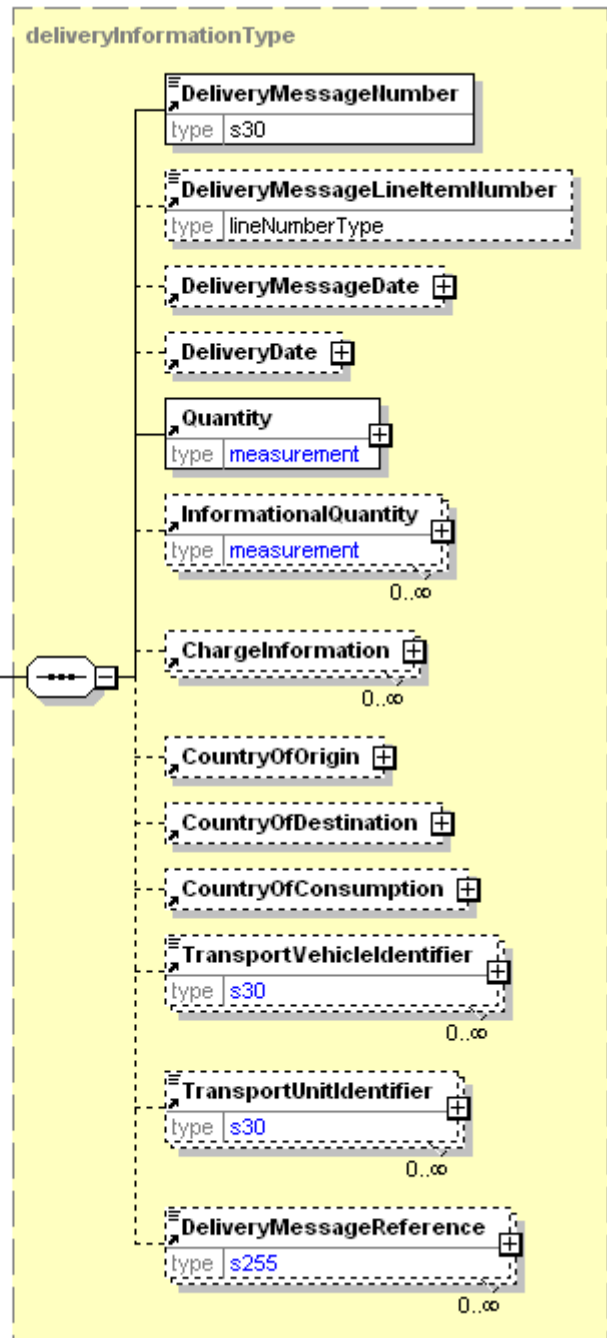 deliveryInformationType
DeliveryMessageNumber
type s30
DeliveryMessageLineItemNumber
type lineNumberType
DeliveryMessageDate
DeliveryDate
Quantity
type measurement
InformationalQuantity
type measurement
0..∞
ChargeInformation
0..∞
CountryOfOrigin
CountryOfDestination
CountryOfConsumption
TransportVehicleIdentifier
type s30
0..∞
TransportUnitIdentifier
type s30
0..∞
DeliveryMessageReference
type s255
0..∞